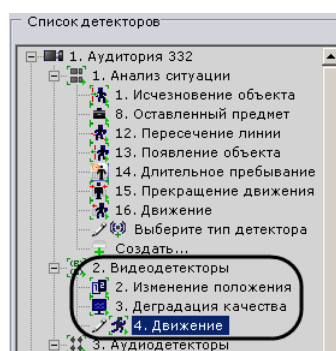 Список детекторов
1. Аудитория 332
1. Анализ ситуации
1. Исчезновение объекта
8. Оставленный предмет
12. Пересечение линии
13. Появление объекта
14. Длительное пребывание
15. Прекращение движения
16. Движение
Выберите тип детектора
Создать...
2. Видеодетекторы
2. Изменение положения
3. Деградация качества
4. Движение
3. Аудиодетекторы